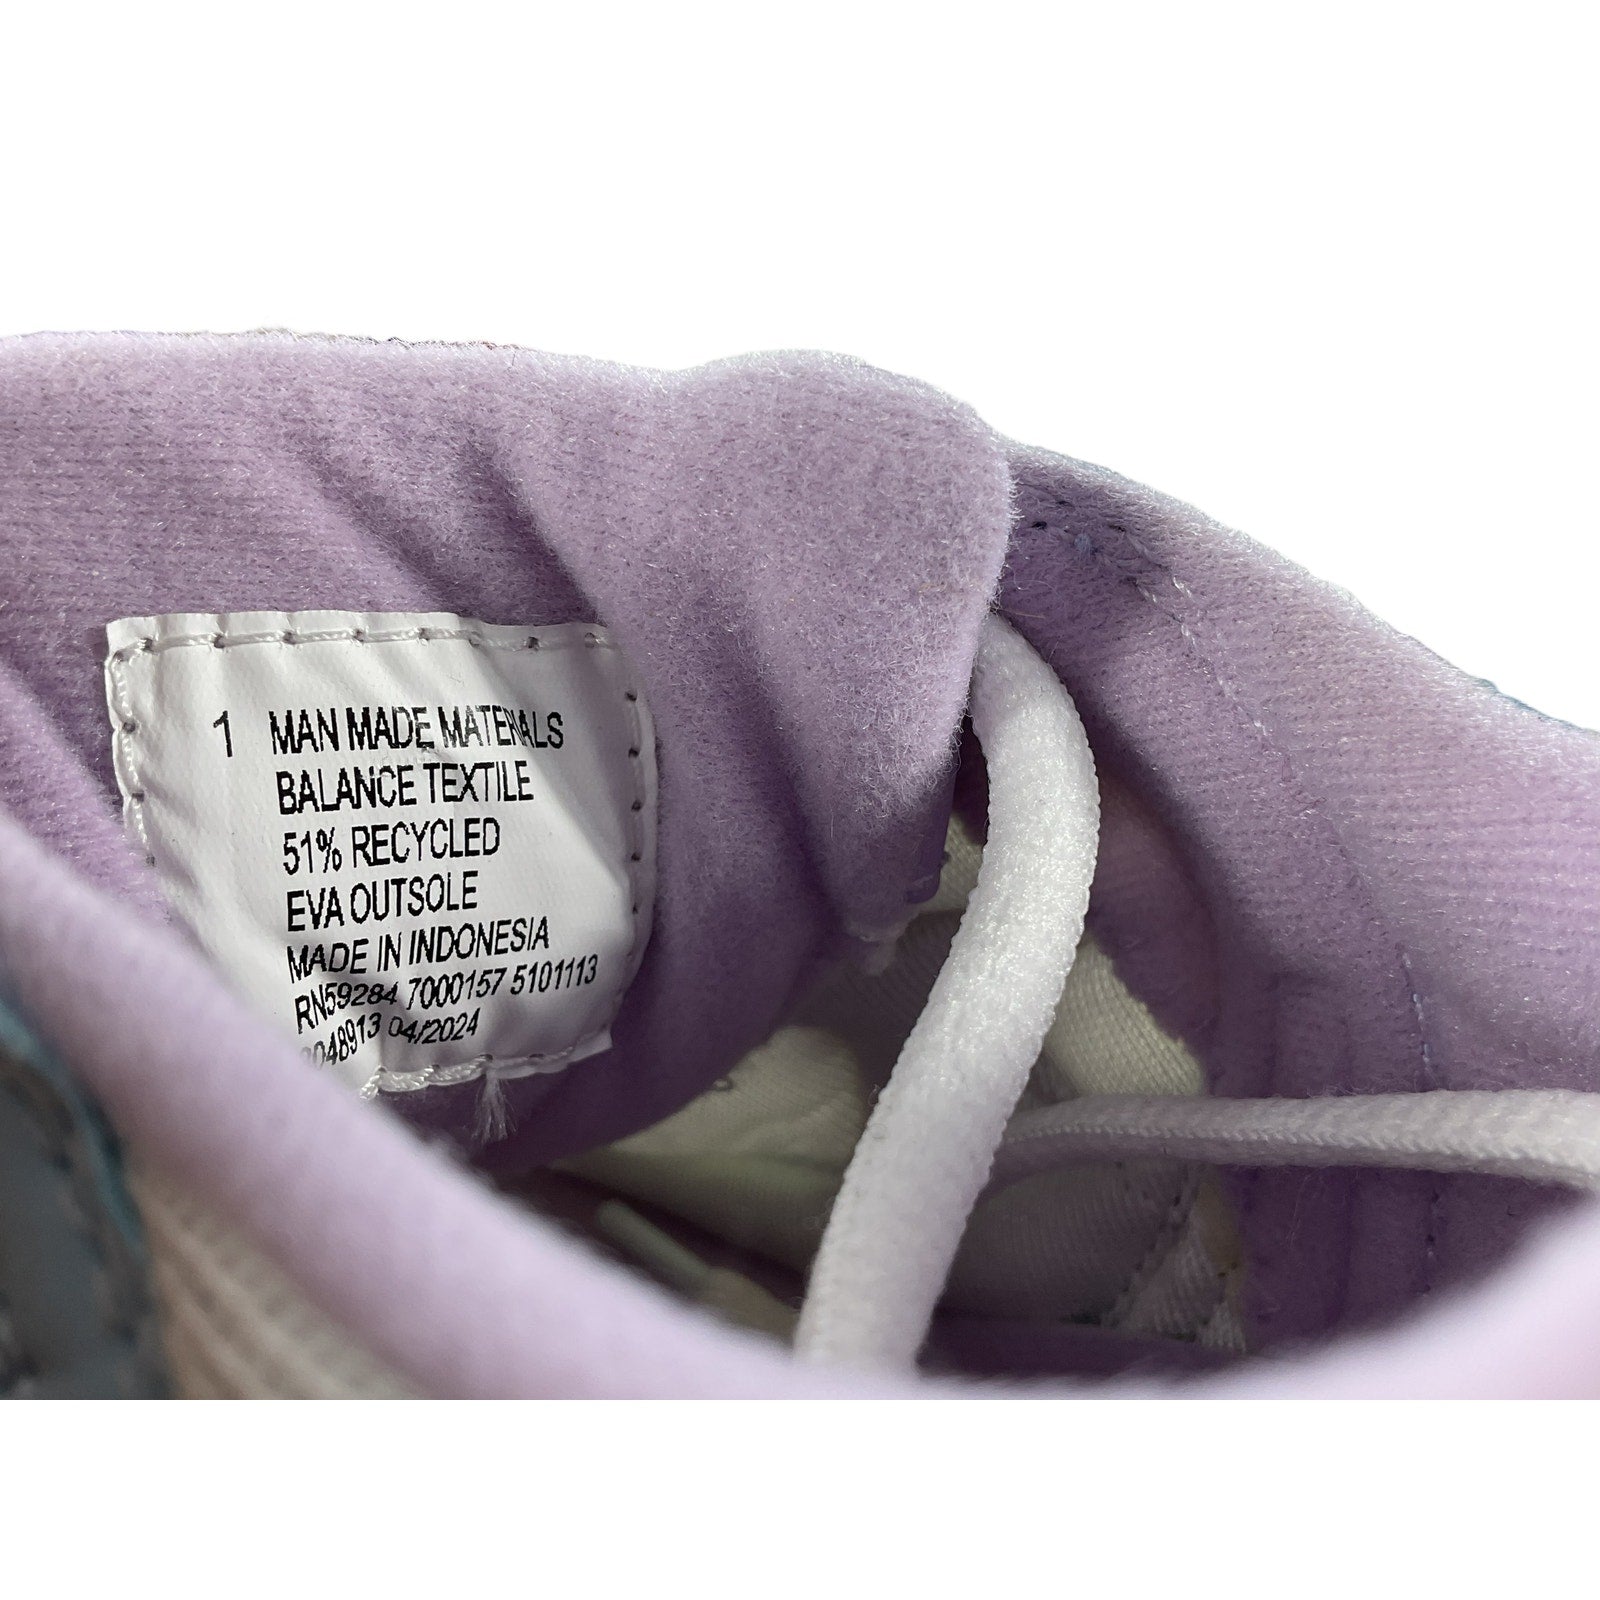 1 MAN MADE MATERIALS
BALANCE TEXTILE
51% RECYCLED
EVA OUTSOLE
MADE IN INDONESIA
RN59284 7000157 5101113
04/2024